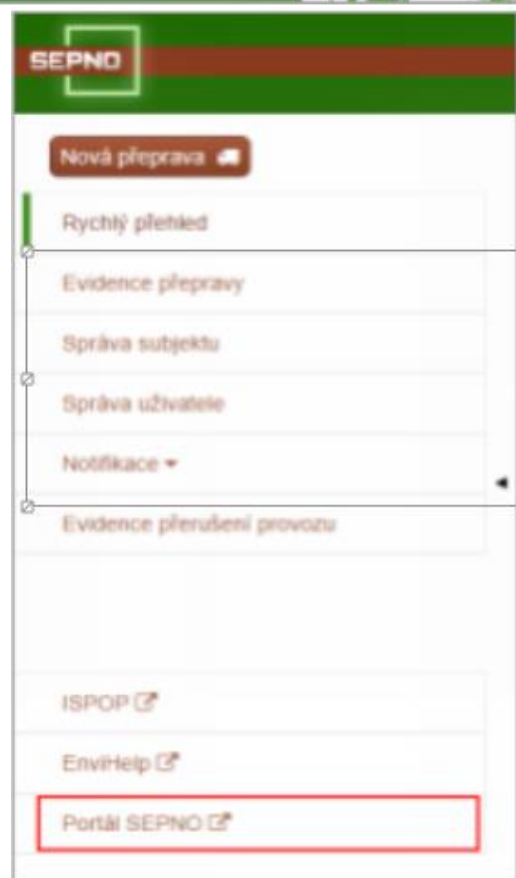 SEPNO
Nová přeprava
Rychlý přehled
Evidence přepravy
Správa subjektu
Správa uživatele
Notifikace
Evidence přerušení provozu
ISPOP
EnviHelp
Portál SEPNO